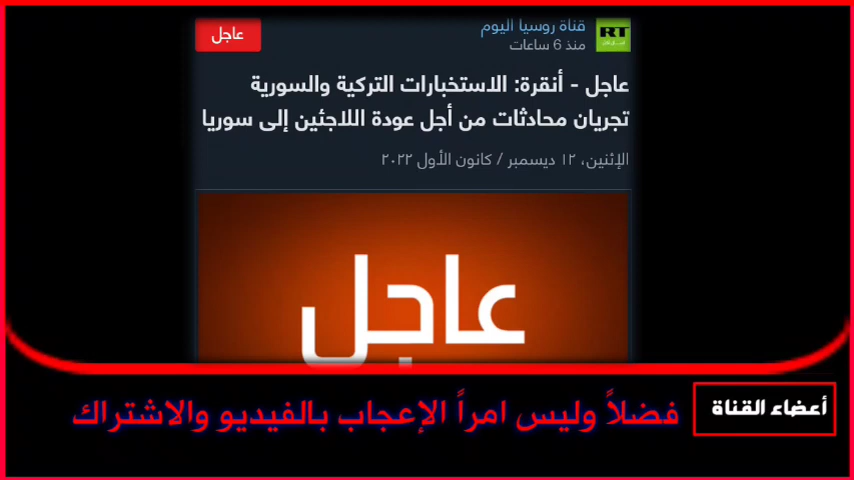 قناة روسيا اليوم
RT
عاجل
منذ 6 ساعات
عاجل - أنقرة: الاستخبارات التركية والسورية
تجريان محادثات من أجل عودة اللاجئين إلى سوريا
الإثنين، ١٢ ديسمبر / كانون الأول ٢٠٢٢
عاجل
أعضاء القناة
فضلاً وليس امراً الإعجاب بالفيديو والاشتراك